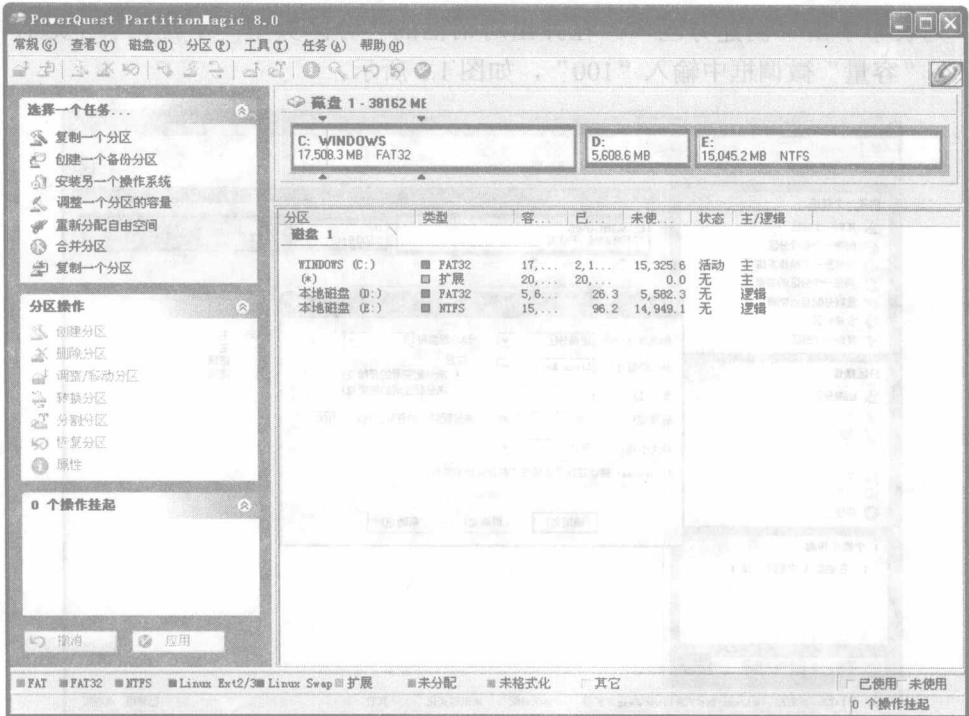 PowerQuest PartitionMagic 8.0
常规(G) 查看(V) 磁盘(D) 分区(P) 工具(T) 任务(A) 帮助(H)
“容量”微调框中输入“100”，如图1
选择一个任务...
复制一个分区
创建一个备份分区
安装另一个操作系统
调整一个分区的容量
重新分配自由空间
合并分区
复制一个分区
分区操作
创建分区
删除分区
调整/移动分区
转换分区
分割分区
恢复分区
属性
0 个操作挂起
撤消 应用
磁盘 1 - 38162 MB
C: WINDOWS
17,508.3 MB FAT32
D:
5,608.6 MB
E:
15,045.2 MB NTFS
分区 类型 容... 已... 未使... 状态 主/逻辑
磁盘 1
WINDOWS (C:) FAT32 17,... 2,1... 15,325.6 活动 主
(*) 扩展 20,... 20,... 0.0 无 主
本地磁盘 (D:) FAT32 5,6... 26.3 5,582.3 无 逻辑
本地磁盘 (E:) NTFS 15,... 96.2 14,949.1 无 逻辑
FAT FAT32 NTFS Linux Ext2/3 Linux Swap 扩展 未分配 未格式化 其它 已使用 未使用
0 个操作挂起